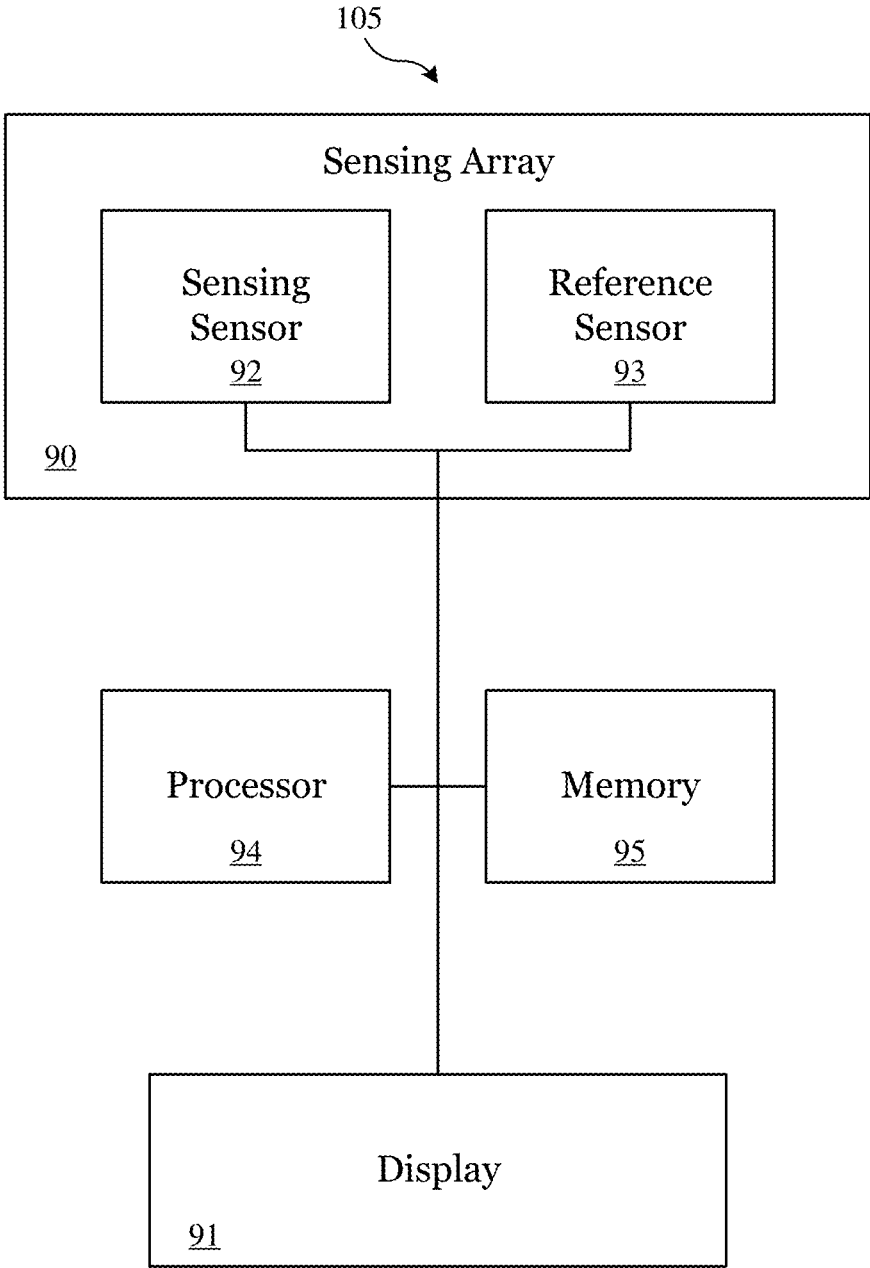 105
Sensing Array
Sensing
Sensor
92
Reference
Sensor
93
90
Processor
94
Memory
95
Display
91